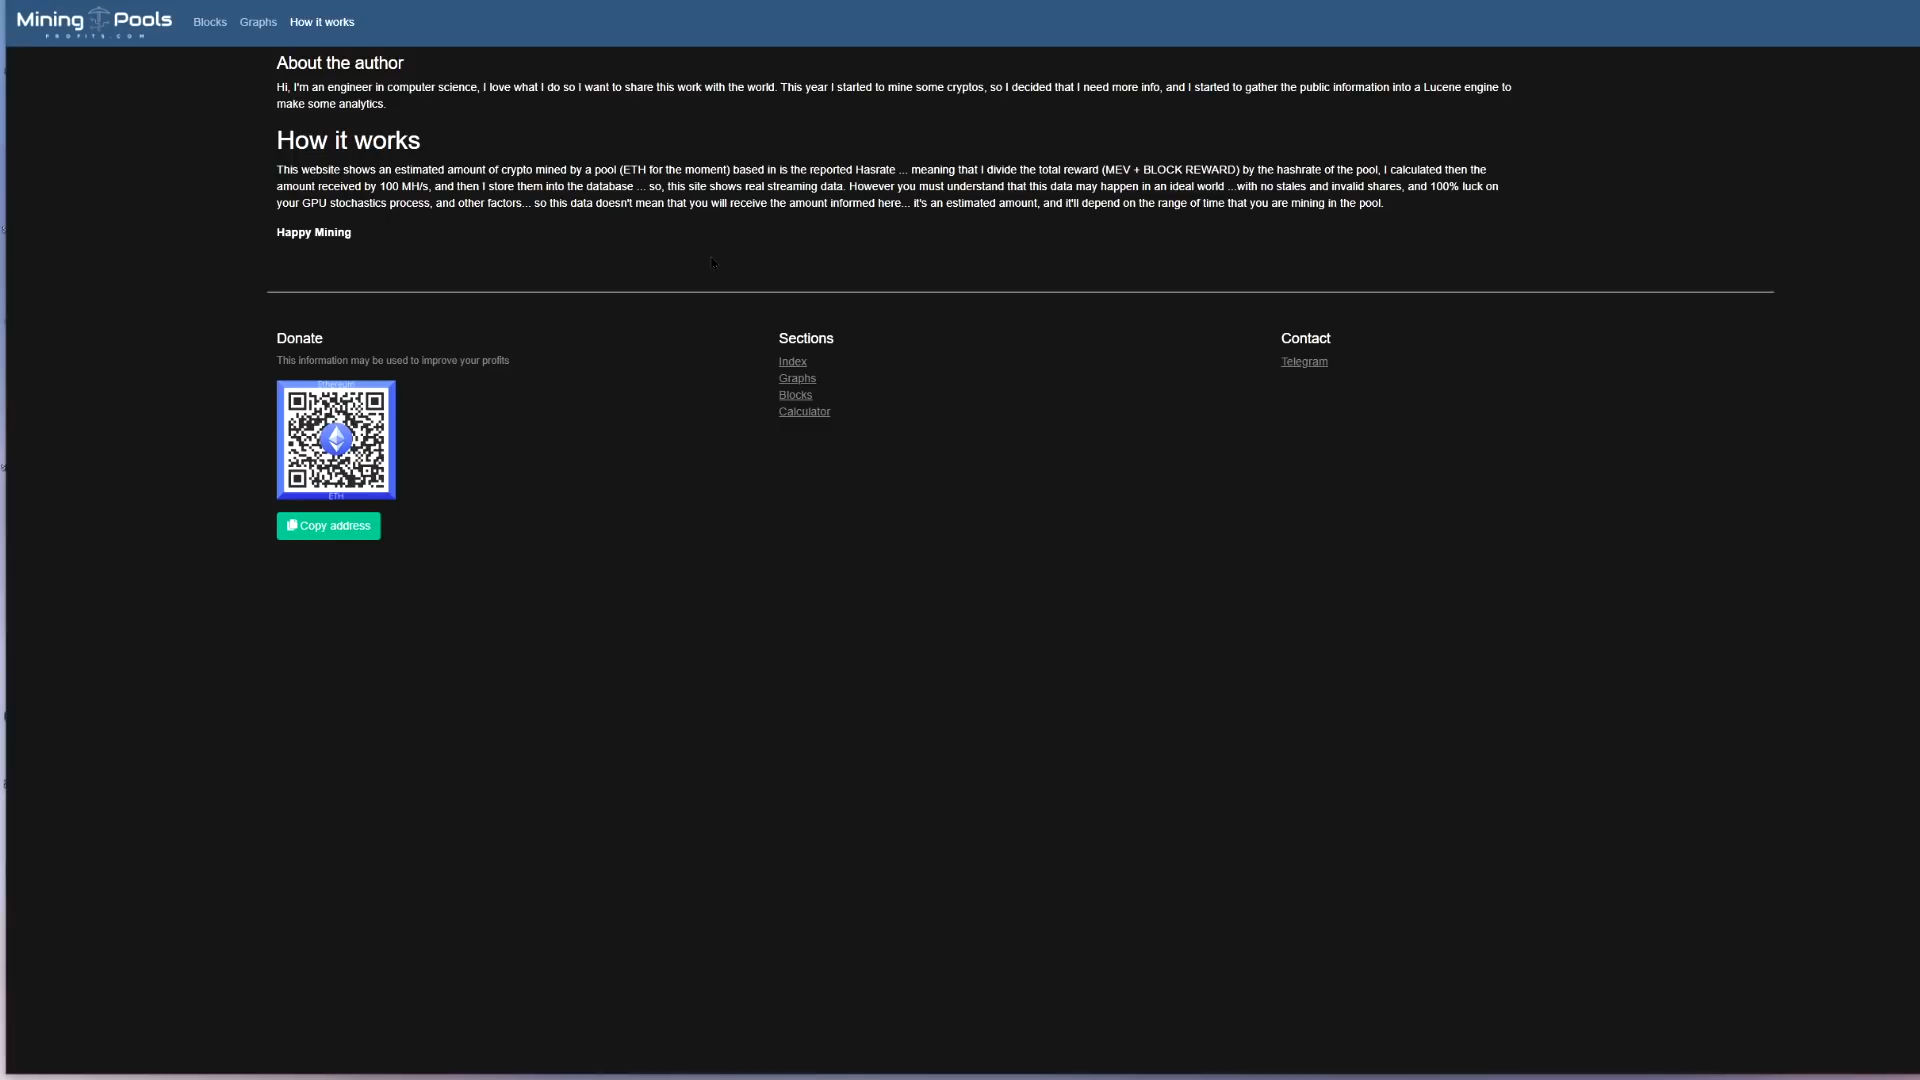 Mining Pools
PROFITS.COM
Blocks Graphs How it works
About the author
Hi, I'm an engineer in computer science, I love what I do so I want to share this work with the world. This year I started to mine some cryptos, so I decided that I need more info, and I started to gather the public information into a Lucene engine to
make some analytics.
How it works
This website shows an estimated amount of crypto mined by a pool (ETH for the moment) based in is the reported Hasrate ... meaning that I divide the total reward (MEV + BLOCK REWARD) by the hashrate of the pool, I calculated then the
amount received by 100 MH/s, and then I store them into the database ... so, this site shows real streaming data. However you must understand that this data may happen in an ideal world ...with no stales and invalid shares, and 100% luck on
your GPU stochastics process, and other factors... so this data doesn't mean that you will receive the amount informed here... it's an estimated amount, and it'll depend on the range of time that you are mining in the pool.
Happy Mining
Donate
This information may be used to improve your profits
Ethereum
ETH
Copy address
Sections
Index
Graphs
Blocks
Calculator
Contact
Telegram